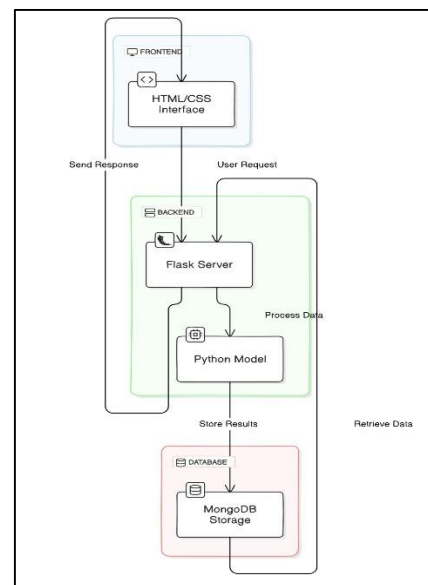 FRONTEND
HTML/CSS
Interface
Send Response
User Request
BACKEND
Flask Server
Process Data
Python Model
Store Results
Retrieve Data
DATABASE
MongoDB
Storage